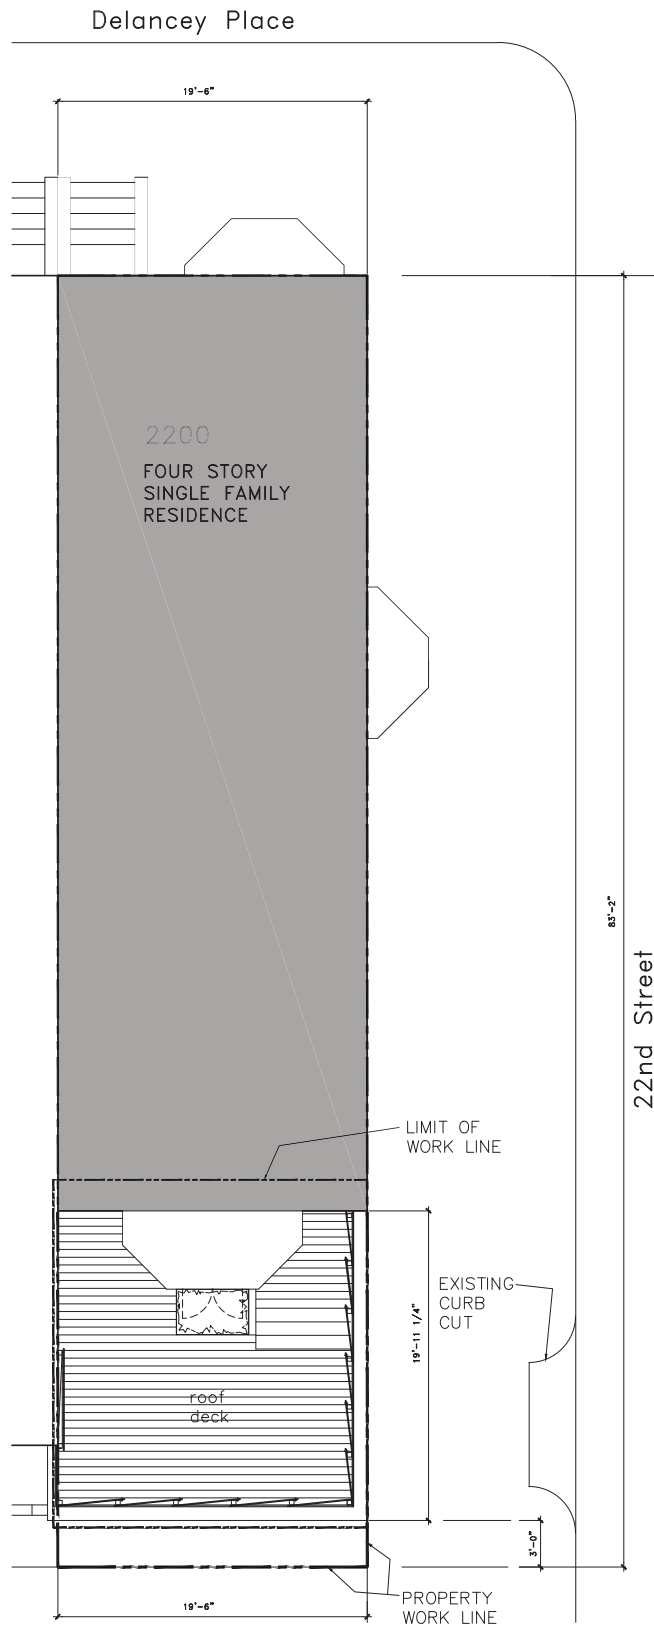 Delancey Place
19'-6"
2200
FOUR STORY
SINGLE FAMILY
RESIDENCE
83'-2"
22nd Street
LIMIT OF
WORK LINE
EXISTING
CURB
CUT
19'-11 1/4"
roof
deck
3'-0"
19'-6"
PROPERTY
WORK LINE